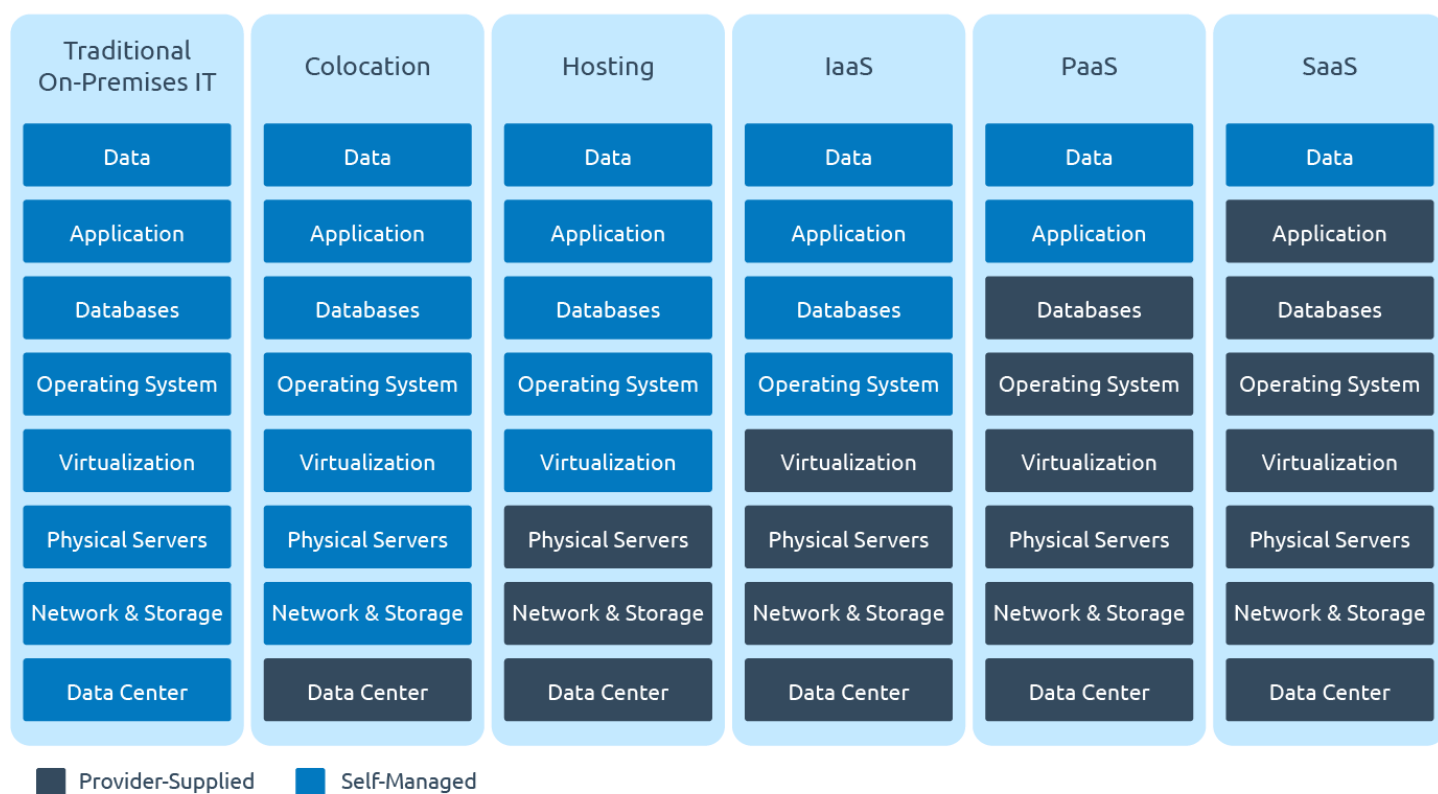 Traditional
On-Premises IT
Data
Application
Databases
Operating System
Virtualization
Physical Servers
Network & Storage
Data Center
Colocation
Data
Application
Databases
Operating System
Virtualization
Physical Servers
Network & Storage
Data Center
Hosting
Data
Application
Databases
Operating System
Virtualization
Physical Servers
Network & Storage
Data Center
IaaS
Data
Application
Databases
Operating System
Virtualization
Physical Servers
Network & Storage
Data Center
PaaS
Data
Application
Databases
Operating System
Virtualization
Physical Servers
Network & Storage
Data Center
SaaS
Data
Application
Databases
Operating System
Virtualization
Physical Servers
Network & Storage
Data Center
Provider-Supplied
Self-Managed